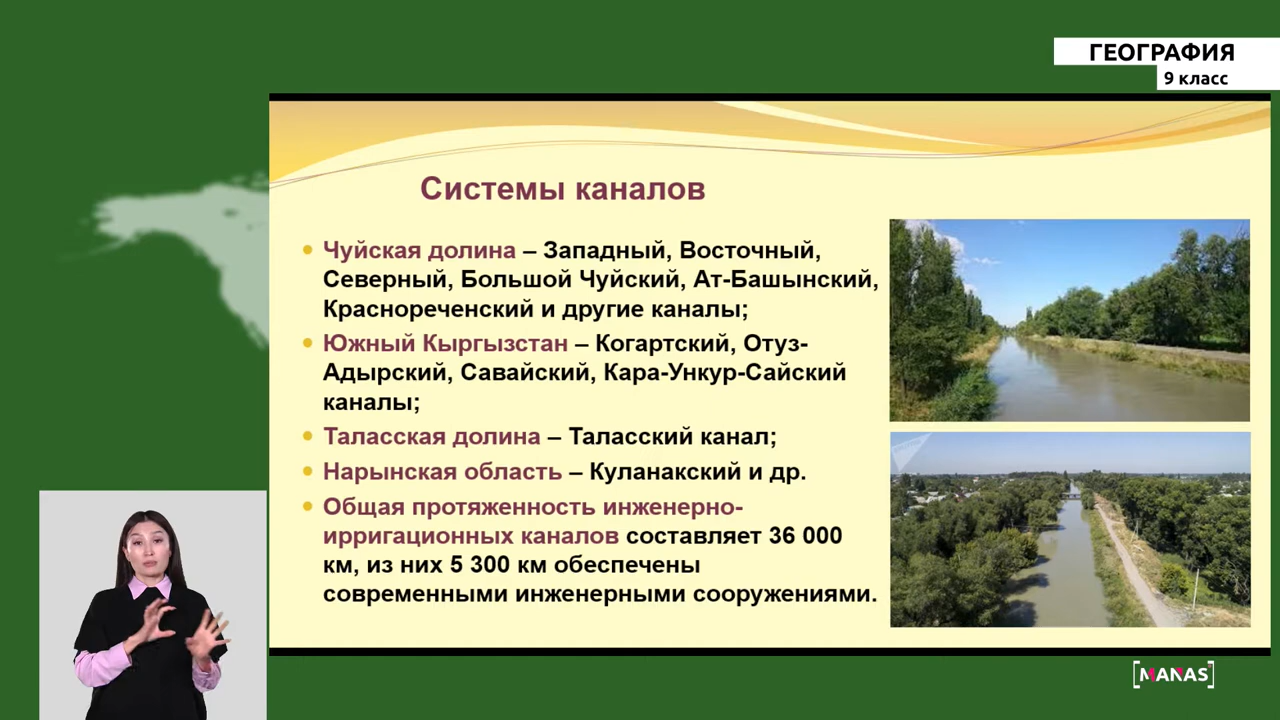 ГЕОГРАФИЯ
9 класс
Системы каналов
Чуйская долина – Западный, Восточный,
Северный, Большой Чуйский, Ат-Башынский,
Краснореченский и другие каналы;
Южный Кыргызстан – Когартский, Отуз-
Адырский, Савайский, Кара-Ункур-Сайский
каналы;
Таласская долина – Таласский канал;
Нарынская область – Куланакский и др.
Общая протяженность инженерно-
ирригационных каналов составляет 36 000
км, из них 5 300 км обеспечены
современными инженерными сооружениями.
[MANAS]